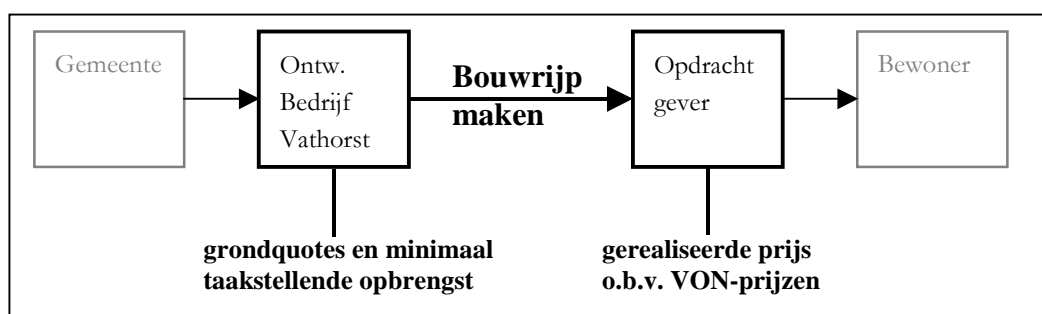 Gemeente
Ontw.
Bedrijf
Vathorst
Bouwrijp
maken
Opdracht
gever
Bewoner
grondquotes en minimaal
taakstellende opbrengst
gerealiseerde prijs
o.b.v. VON-prijzen